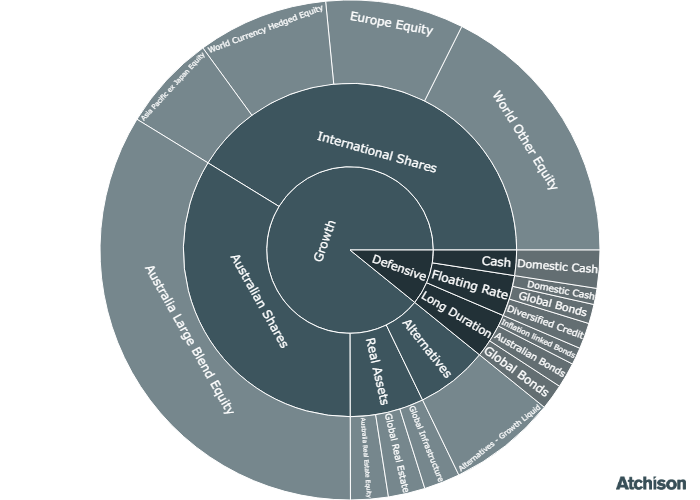 Growth
Defensive
International Shares
Australian Shares
Real Assets
Alternatives
Long Duration
Floating Rate
Cash
World Other Equity
Europe Equity
World Currency Hedged Equity
Asia Pacific ex Japan Equity
Australia Large Blend Equity
Australia Real Estate Equity
Global Real Estate
Global Infrastructure
Alternatives - Growth Liquid
Global Bonds
Australian Bonds
Inflation linked Bonds
Diversified Credit
Global Bonds
Domestic Cash
Domestic Cash
Atchison